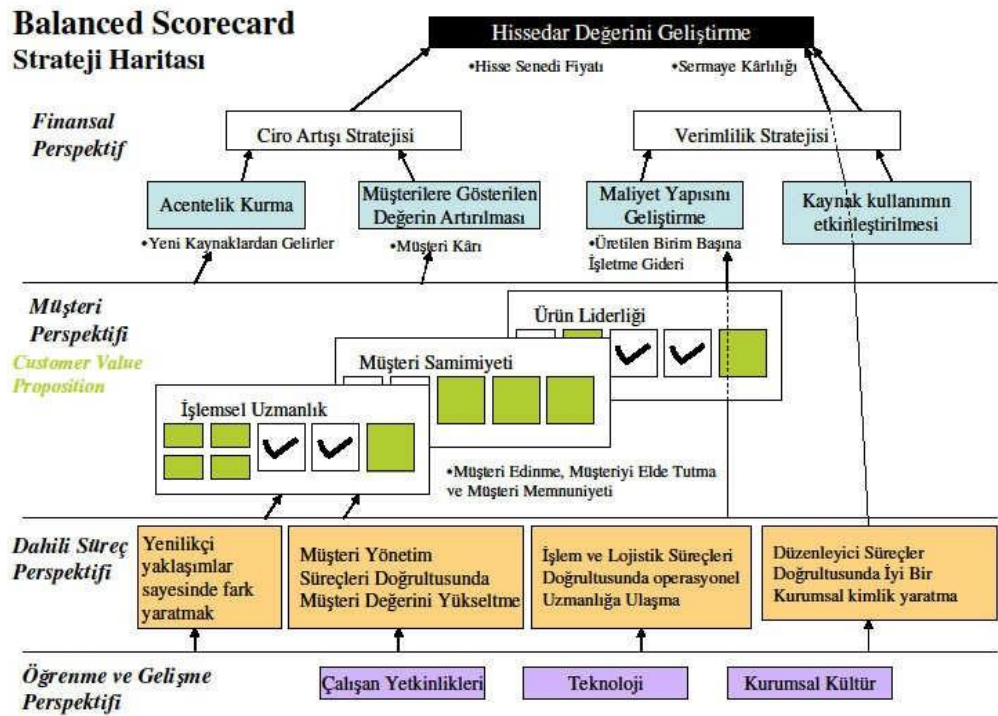 Balanced Scorecard
Strateji Haritası
Hissedar Değerini Geliştirme
•Hisse Senedi Fiyatı
•Sermaye Kârlılığı
Finansal
Perspektif
Ciro Artışı Stratejisi
Verimlilik Stratejisi
Acentelik Kurma
Müşterilere Gösterilen
Değerin Artırılması
Maliyet Yapısını
Geliştirme
Kaynak kullanımın
etkinleştirilmesi
•Yeni Kaynaklardan Gelirler
•Müşteri Kârı
•Üretilen Birim Başına
İşletme Gideri
Müşteri
Perspektifi
Customer Value
Proposition
Ürün Liderliği
Müşteri Samimiyeti
İşlemsel Uzmanlık
•Müşteri Edinme, Müşteriyi Elde Tutma
ve Müşteri Memnuniyeti
Dahili Süreç
Perspektifi
Yenilikçi
yaklaşımlar
sayesinde fark
yaratmak
Müşteri Yönetim
Süreçleri Doğrultusunda
Müşteri Değerini Yükseltme
İşlem ve Lojistik Süreçleri
Doğrultusunda operasyonel
Uzmanlığa Ulaşma
Düzenleyici Süreçler
Doğrultusunda İyi Bir
Kurumsal kimlik yaratma
Öğrenme ve Gelişme
Perspektifi
Çalışan Yetkinlikleri
Teknoloji
Kurumsal Kültür